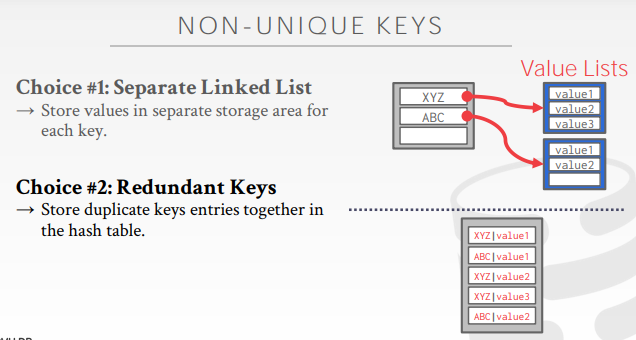 NON-UNIQUE KEYS
Choice #1: Separate Linked List
→ Store values in separate storage area for
each key.
Choice #2: Redundant Keys
→ Store duplicate keys entries together in
the hash table.
Value Lists
XYZ
ABC
value1
value2
value3
value1
value2
XYZ|value1
ABC|value1
XYZ|value2
XYZ|value3
ABC|value2